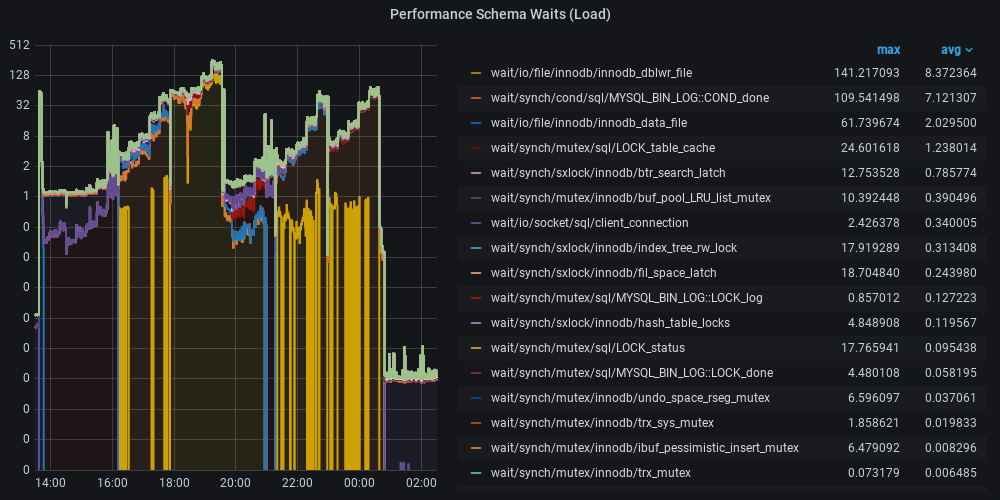 Performance Schema Waits (Load)
512
128
32
8
2
1
0
0
0
0
0
0
0
0
0
14:00 16:00 18:00 20:00 22:00 00:00 02:00
max avg
wait/io/file/innodb/innodb_dblwr_file 141.217093 8.372364
wait/synch/cond/sql/MYSQL_BIN_LOG::COND_done 109.541498 7.121307
wait/io/file/innodb/innodb_data_file 61.739674 2.029500
wait/synch/mutex/sql/LOCK_table_cache 24.601618 1.238014
wait/synch/sxlock/innodb/btr_search_latch 12.753528 0.785774
wait/synch/mutex/innodb/buf_pool_LRU_list_mutex 10.392448 0.390496
wait/io/socket/sql/client_connection 2.426378 0.340005
wait/synch/sxlock/innodb/index_tree_rw_lock 17.919289 0.313408
wait/synch/sxlock/innodb/fil_space_latch 18.704840 0.243980
wait/synch/mutex/sql/MYSQL_BIN_LOG::LOCK_log 0.857012 0.127223
wait/synch/sxlock/innodb/hash_table_locks 4.848908 0.119567
wait/synch/mutex/sql/LOCK_status 17.765941 0.095438
wait/synch/mutex/sql/MYSQL_BIN_LOG::LOCK_done 4.480108 0.058195
wait/synch/mutex/innodb/undo_space_rseg_mutex 6.596097 0.037061
wait/synch/mutex/innodb/trx_sys_mutex 1.858621 0.019833
wait/synch/mutex/innodb/ibuf_pessimistic_insert_mutex 6.479092 0.008296
wait/synch/mutex/innodb/trx_mutex 0.073179 0.006485